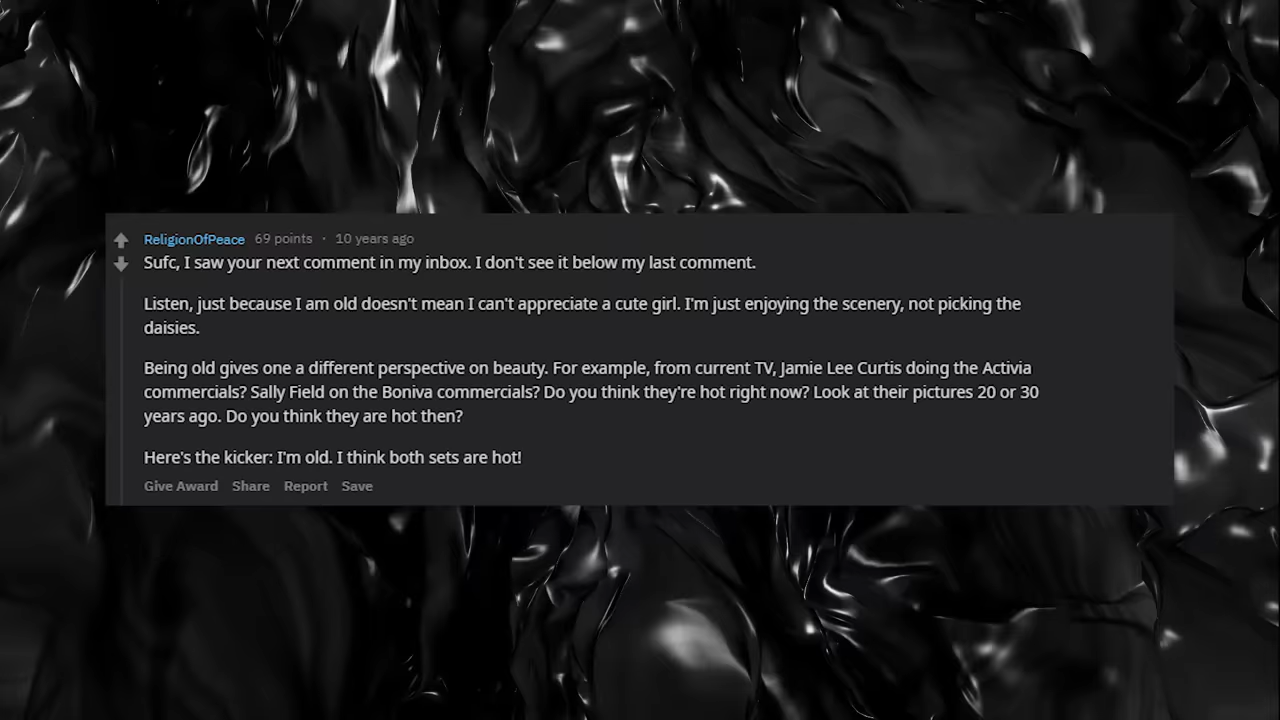 ReligionOfPeace 69 points · 10 years ago
Sufc, I saw your next comment in my inbox. I don't see it below my last comment.
Listen, just because I am old doesn't mean I can't appreciate a cute girl. I'm just enjoying the scenery, not picking the
daisies.
Being old gives one a different perspective on beauty. For example, from current TV, Jamie Lee Curtis doing the Activia
commercials? Sally Field on the Boniva commercials? Do you think they're hot right now? Look at their pictures 20 or 30
years ago. Do you think they are hot then?
Here's the kicker: I'm old. I think both sets are hot!
Give Award Share Report Save